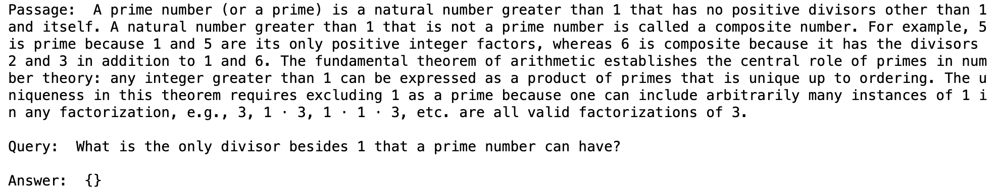 Passage:  A prime number (or a prime) is a natural number greater than 1 that has no positive divisors other than 1
and itself. A natural number greater than 1 that is not a prime number is called a composite number. For example, 5
is prime because 1 and 5 are its only positive integer factors, whereas 6 is composite because it has the divisors
2 and 3 in addition to 1 and 6. The fundamental theorem of arithmetic establishes the central role of primes in num
ber theory: any integer greater than 1 can be expressed as a product of primes that is unique up to ordering. The u
niqueness in this theorem requires excluding 1 as a prime because one can include arbitrarily many instances of 1 i
n any factorization, e.g., 3, 1 · 3, 1 · 1 · 3, etc. are all valid factorizations of 3.
Query:  What is the only divisor besides 1 that a prime number can have?
Answer:  {}